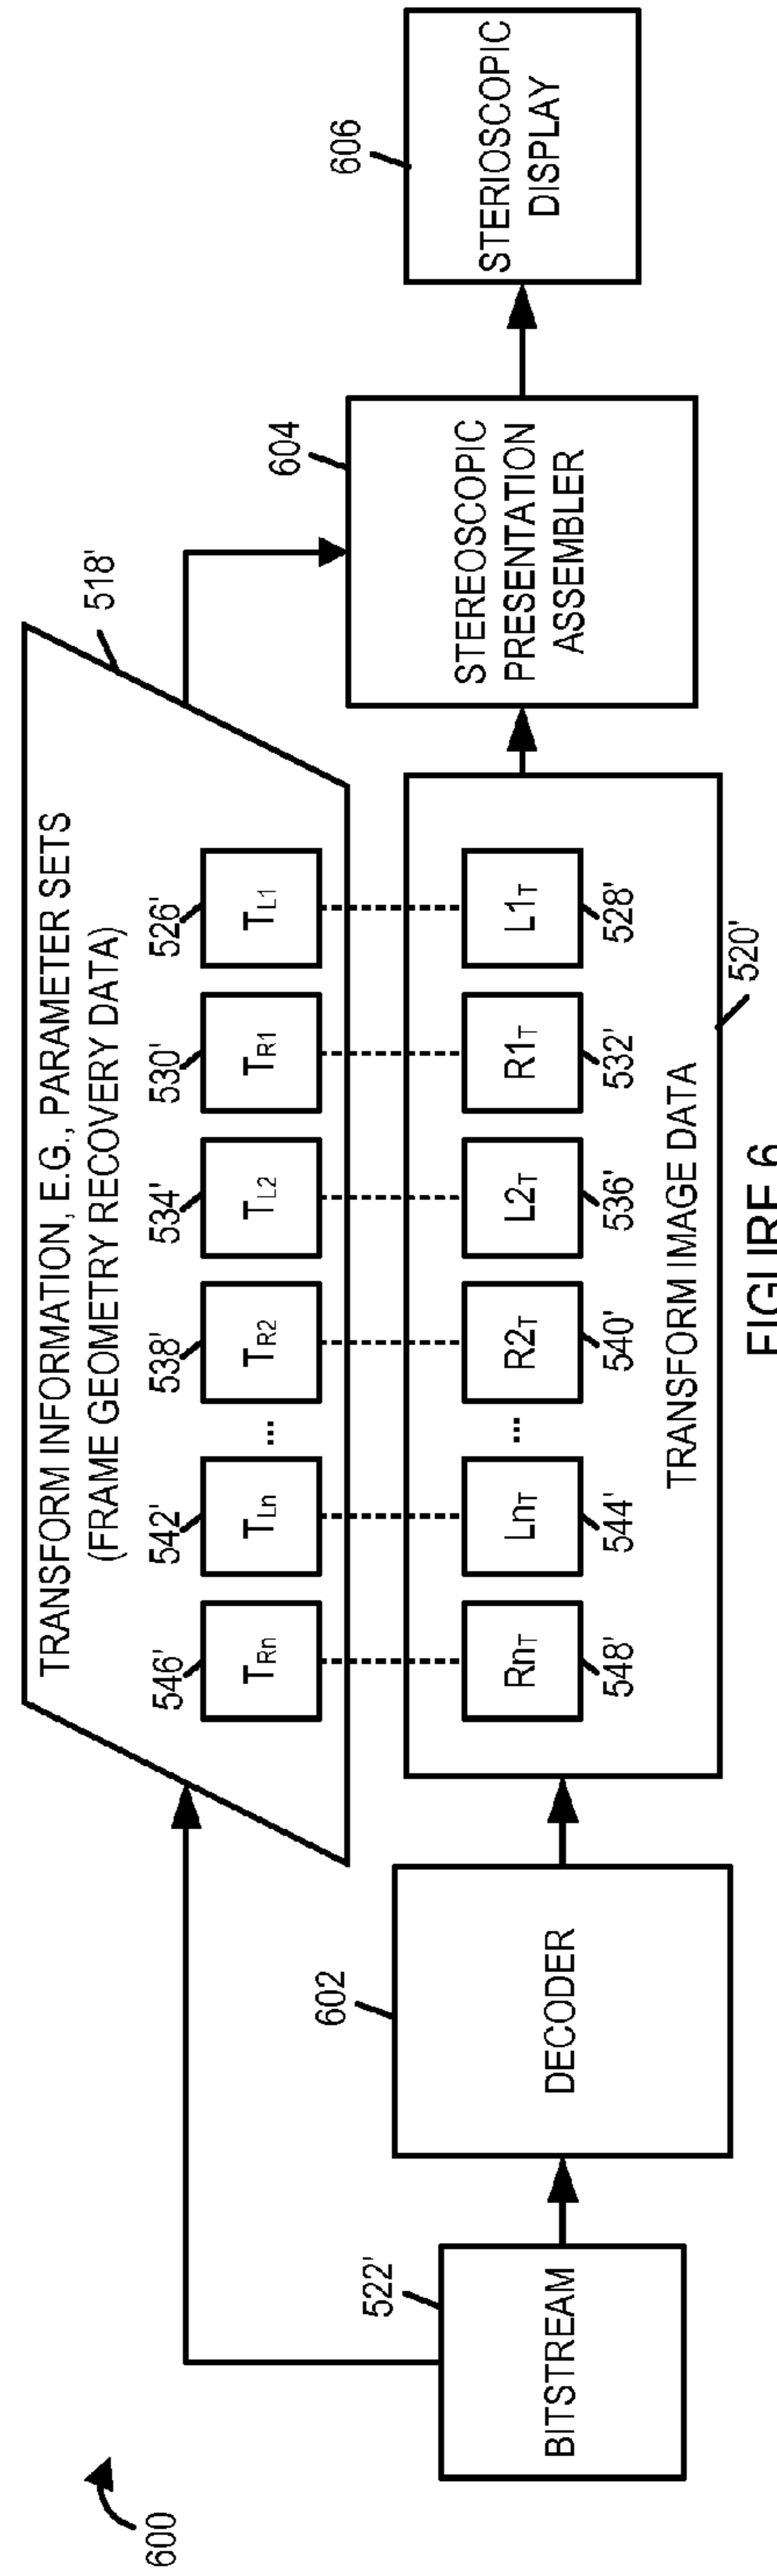 600
TRANSFORM INFORMATION, E.G., PARAMETER SETS
(FRAME GEOMETRY RECOVERY DATA)
518'
546'
542'
538'
534'
530'
526'
TRn
TLn
...
TR2
TL2
TR1
TL1
522'
BITSTREAM
602
DECODER
RnT
LnT
...
R2T
L2T
R1T
L1T
548'
544'
540'
536'
532'
528'
TRANSFORM IMAGE DATA
520'
604
STEREOSCOPIC
PRESENTATION
ASSEMBLER
606
STERIOSCOPIC
DISPLAY
FIGURE 6